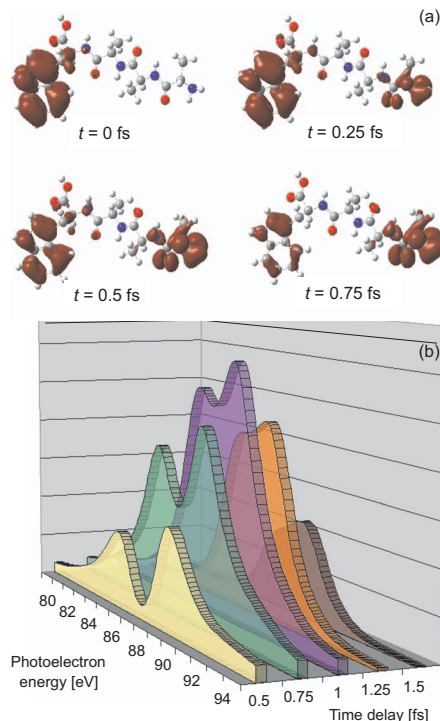 (a)
t = 0 fs
t = 0.25 fs
t = 0.5 fs
t = 0.75 fs
(b)
80
82
84
86
88
90
92
94
0.5
0.75
1
1.25
1.5
Photoelectron
energy [eV]
Time delay [fs]